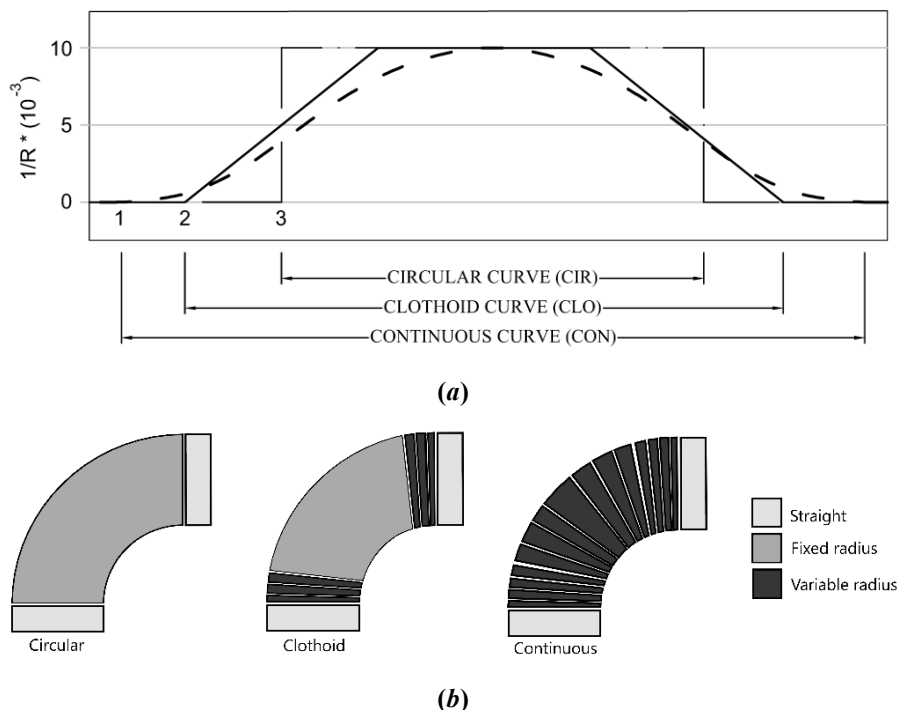 1/R * (10⁻³)
10
5
0
1 2 3
CIRCULAR CURVE (CIR)
CLOTHOID CURVE (CLO)
CONTINUOUS CURVE (CON)
(a)
Straight
Fixed radius
Variable radius
Circular
Clothoid
Continuous
(b)